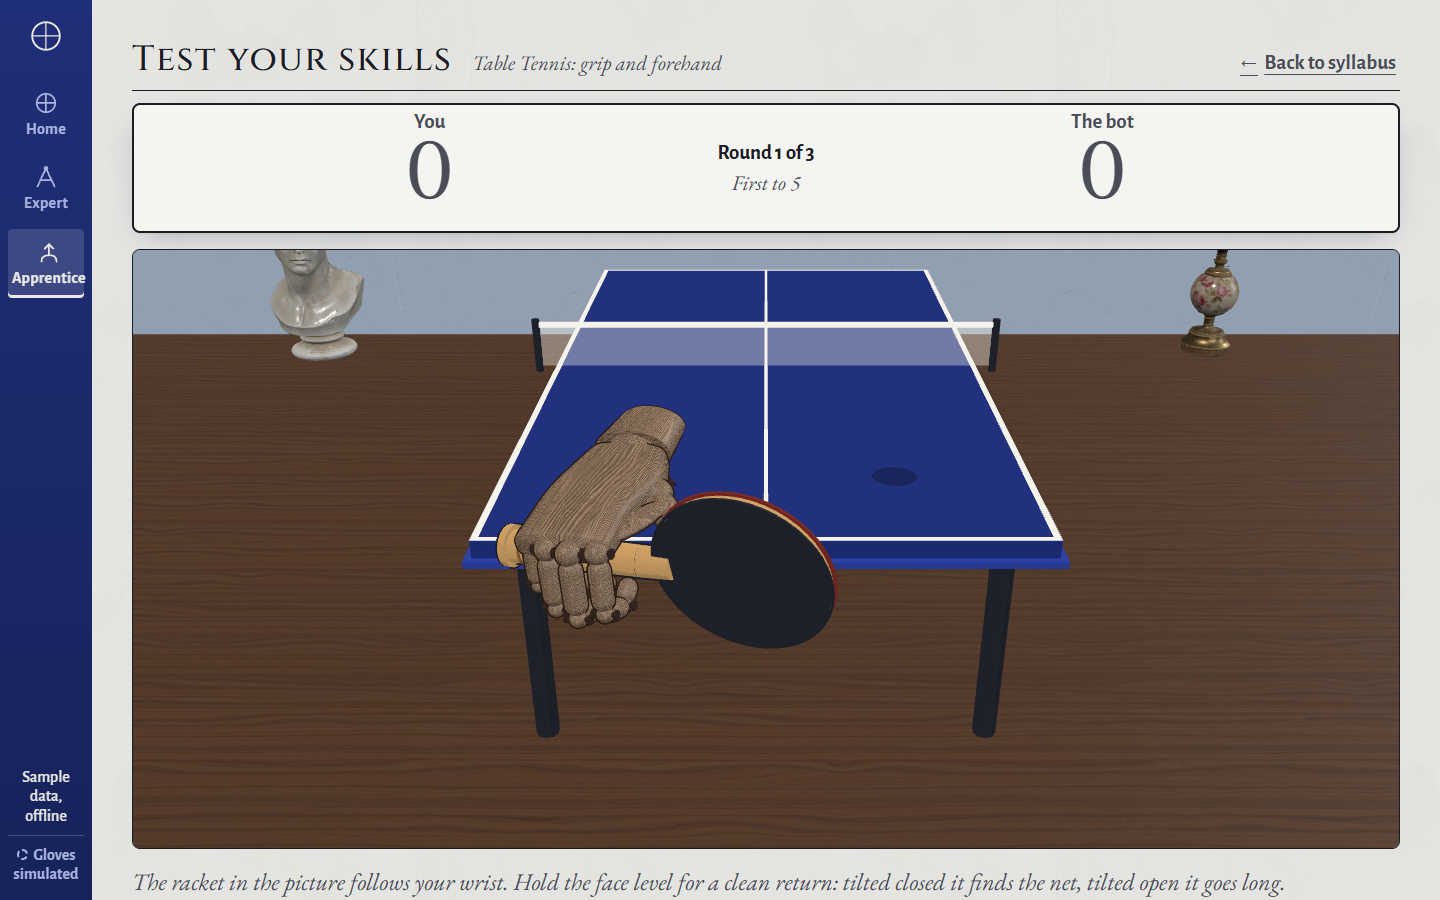 Home
Expert
Apprentice
Sample
data,
offline
Gloves
simulated
TEST YOUR SKILLS
Table Tennis: grip and forehand
← Back to syllabus
You
0
Round 1 of 3
First to 5
The bot
0
The racket in the picture follows your wrist. Hold the face level for a clean return: tilted closed it finds the net, tilted open it goes long.